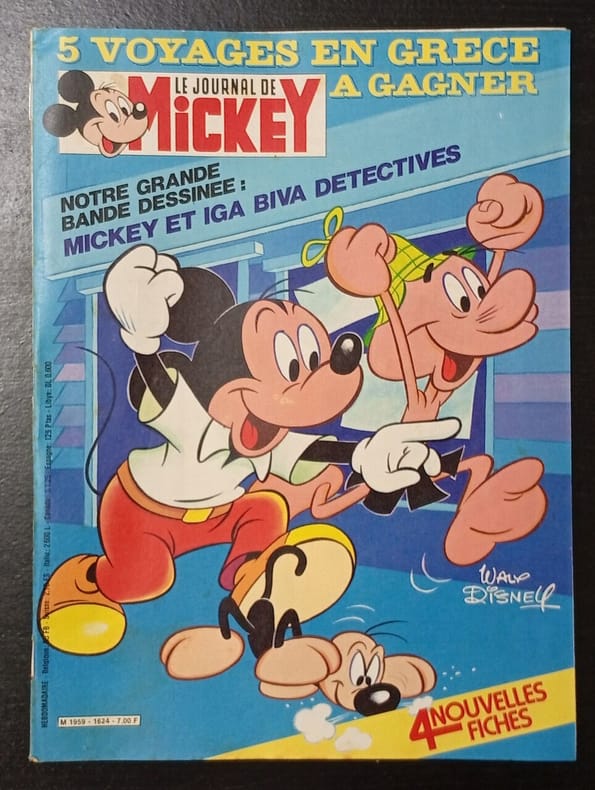 5 VOYAGES EN GRECE
A GAGNER
LE JOURNAL DE
MiCKEY
NOTRE GRANDE
BANDE DESSINEE :
MICKEY ET IGA BIVA DETECTIVES
WALT
DISNEY
4 NOUVELLES
FICHES
M 1959 - 1624 - 7.00 F